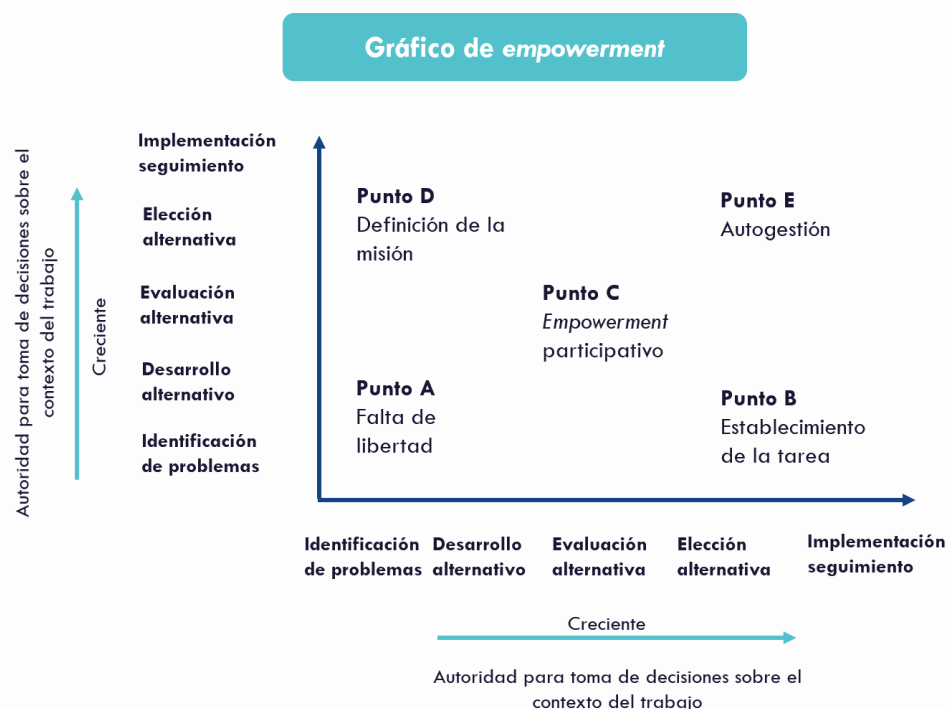 Gráfico de empowerment
Autoridad para toma de decisiones sobre el
contexto del trabajo
Creciente
Implementación
seguimiento
Elección
alternativa
Evaluación
alternativa
Desarrollo
alternativo
Identificación
de problemas
Punto D
Definición de la
misión
Punto E
Autogestión
Punto C
Empowerment
participativo
Punto A
Falta de
libertad
Punto B
Establecimiento
de la tarea
Identificación
de problemas
Desarrollo
alternativo
Evaluación
alternativa
Elección
alternativa
Implementación
seguimiento
Creciente
Autoridad para toma de decisiones sobre el
contexto del trabajo